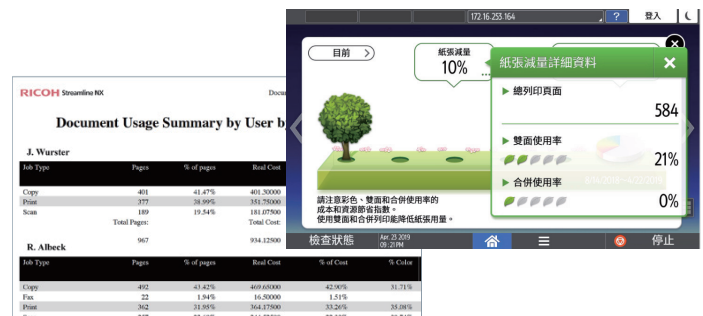 RICOH Streamline NX
Document Usage Summary by User b
J. Wurster
Job Type Pages % of pages Real Cost
Copy 401 41.47% 401.30000
Print 377 38.99% 351.75000
Scan 189 19.54% 181.07500
Total Pages: Total Cost:
967 934.12500
R. Albeck
Job Type Pages % of pages Real Cost % of Cost % Color
Copy 492 43.42% 469.65000 42.90% 31.71%
Fax 22 1.94% 16.50000 1.51%
Print 362 31.95% 364.17500 33.26% 35.08%
172.16.253.164
?
登入
目前
紙張減量
10%
紙張減量詳細資料
總列印頁面
584
雙面使用率
21%
合併使用率
0%
請注意彩色、雙面和合併使用率的
成本和資源節省指數。
使用雙面和合併列印能降低紙張用量。
檢查狀態
Apr. 23 2019
09 : 21 PM
停止